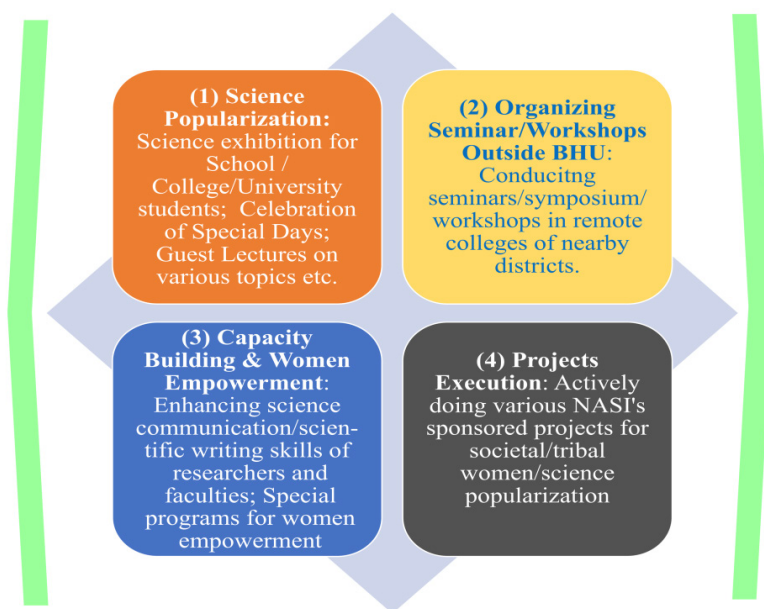 (1) Science
Popularization:
Science exhibition for
School /
College/University
students; Celebration
of Special Days;
Guest Lectures on
various topics etc.
(2) Organizing
Seminar/Workshops
Outside BHU:
Conducitng
seminars/symposium/
workshops in remote
colleges of nearby
districts.
(3) Capacity
Building & Women
Empowerment:
Enhancing science
communication/scien-
tific writing skills of
researchers and
faculties; Special
programs for women
empowerment
(4) Projects
Execution: Actively
doing various NASI's
sponsored projects for
societal/tribal
women/science
popularization